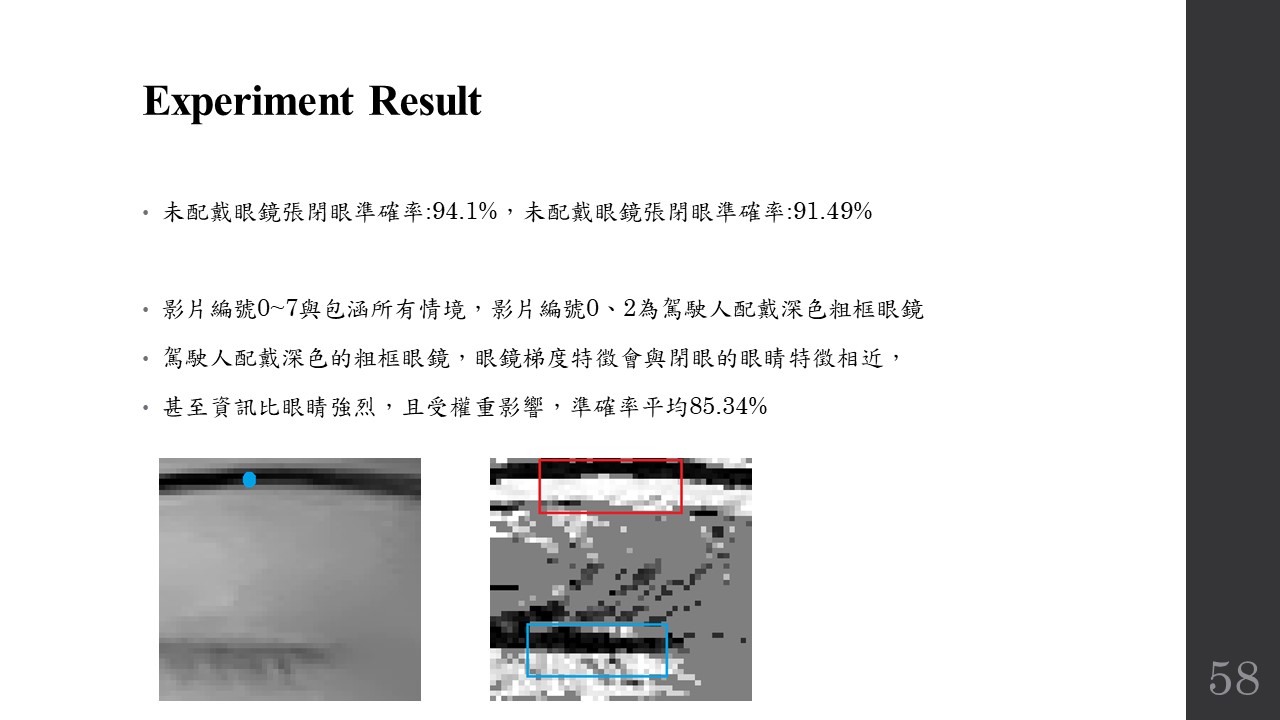 Experiment Result
• 未配戴眼鏡張閉眼準確率:94.1%，未配戴眼鏡張閉眼準確率:91.49%
• 影片編號0~7與包涵所有情境，影片編號0、2為駕駛人配戴深色粗框眼鏡
• 駕駛人配戴深色的粗框眼鏡，眼鏡梯度特徵會與閉眼的眼睛特徵相近，
• 甚至資訊比眼睛強烈，且受權重影響，準確率平均85.34%
58